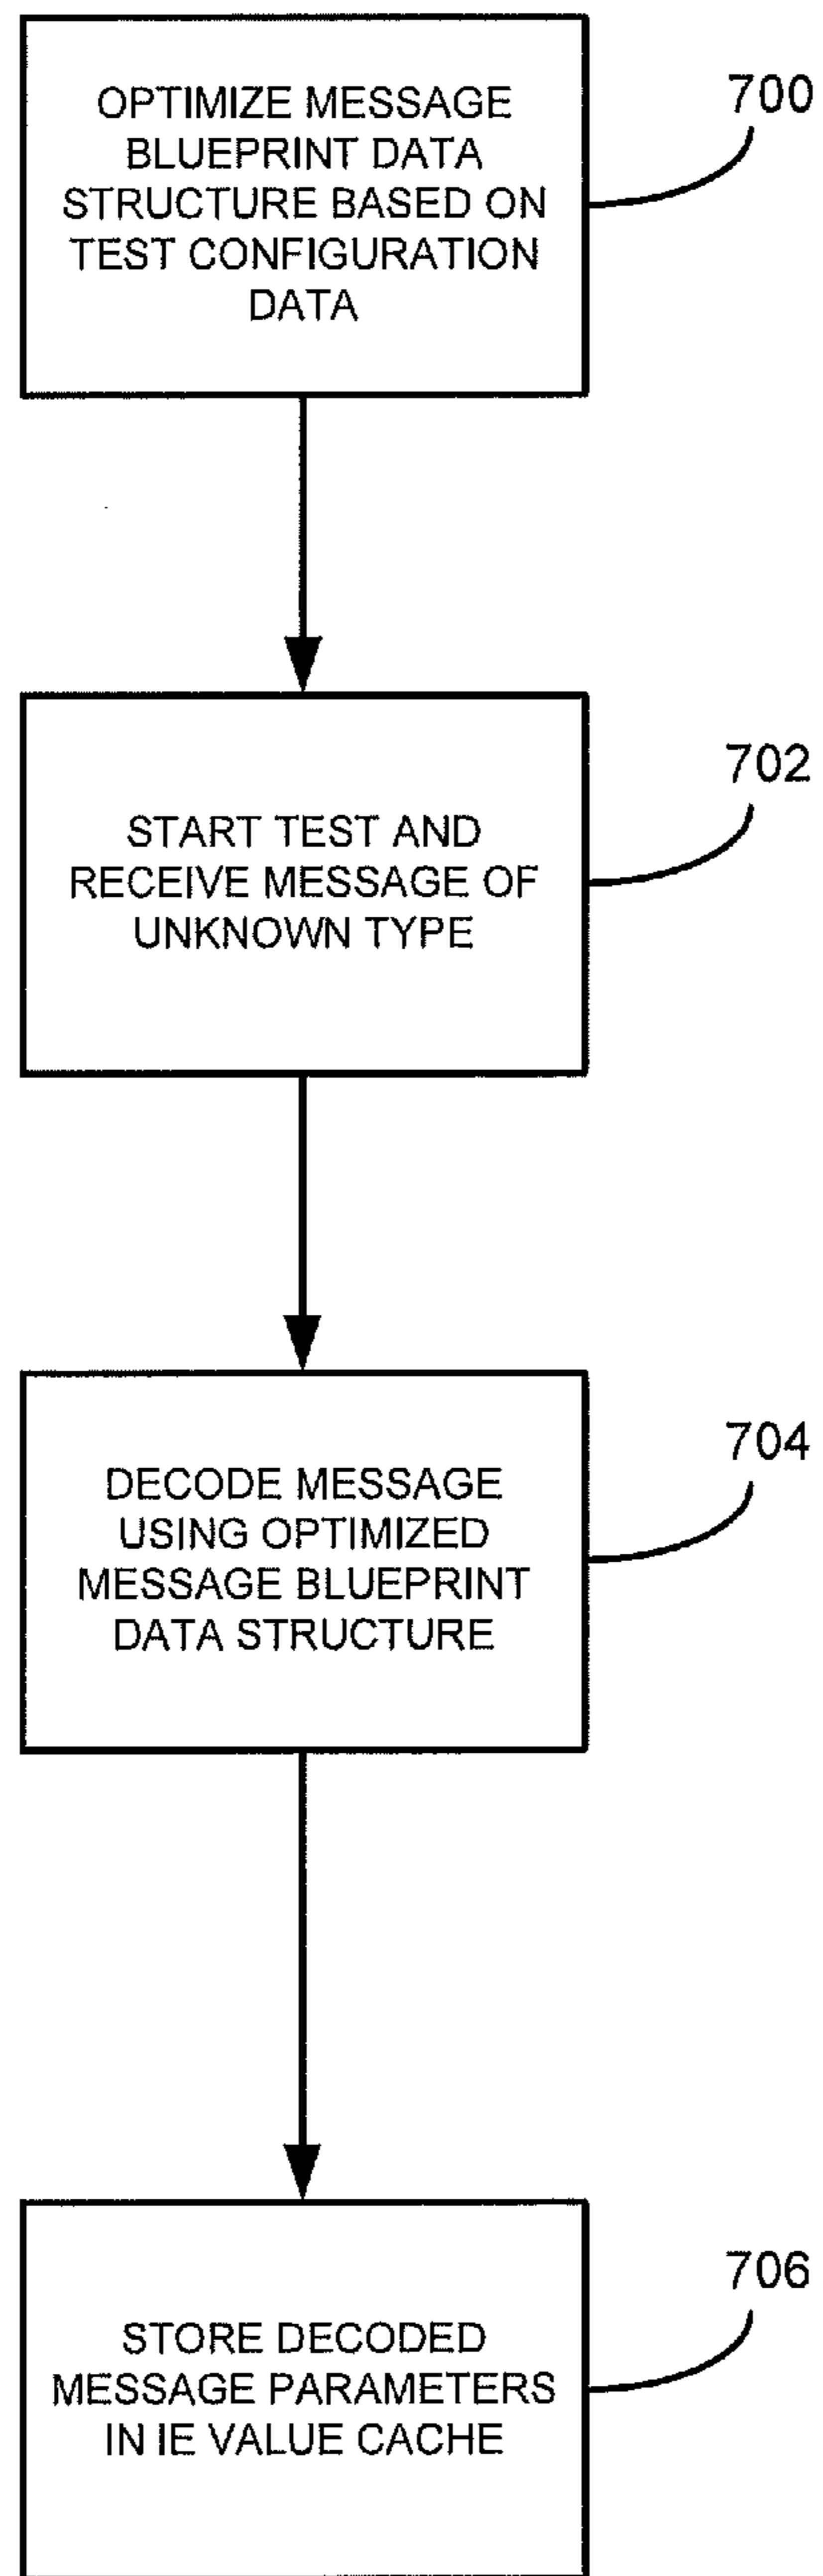 OPTIMIZE MESSAGE
BLUEPRINT DATA
STRUCTURE BASED ON
TEST CONFIGURATION
DATA
700
START TEST AND
RECEIVE MESSAGE OF
UNKNOWN TYPE
702
DECODE MESSAGE
USING OPTIMIZED
MESSAGE BLUEPRINT
DATA STRUCTURE
704
STORE DECODED
MESSAGE PARAMETERS
IN IE VALUE CACHE
706